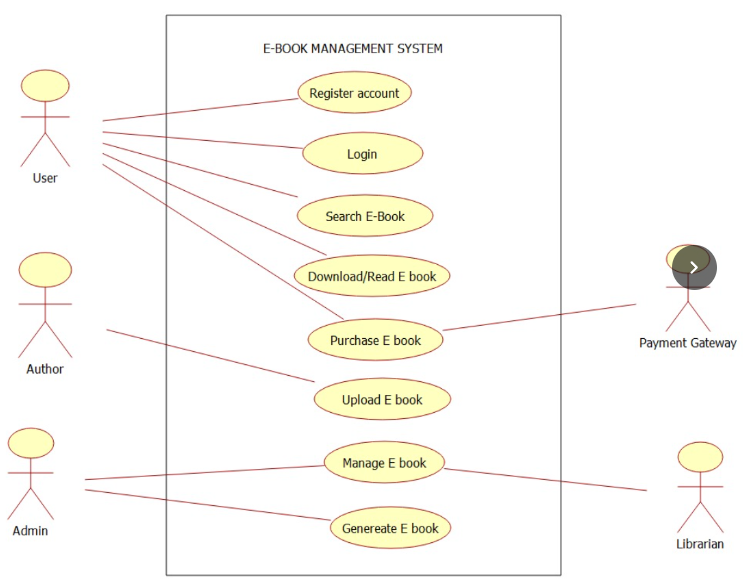 E-BOOK MANAGEMENT SYSTEM
Register account
Login
User
Search E-Book
Download/Read E book
Purchase E book
Payment Gateway
Author
Upload E book
Manage E book
Genereate E book
Admin
Librarian